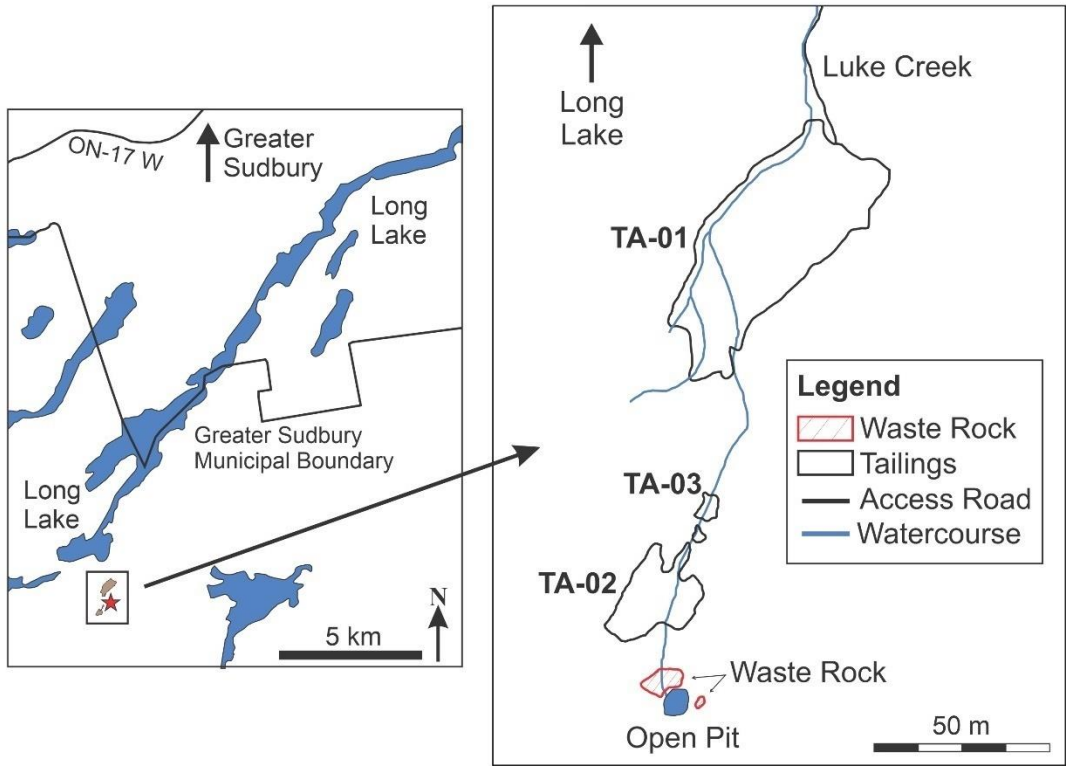 ON-17 W
Greater
Sudbury
Long
Lake
Greater Sudbury
Municipal Boundary
Long
Lake
5 km
N
Long
Lake
Luke Creek
TA-01
TA-03
TA-02
Legend
Waste Rock
Tailings
Access Road
Watercourse
Waste Rock
Open Pit
50 m